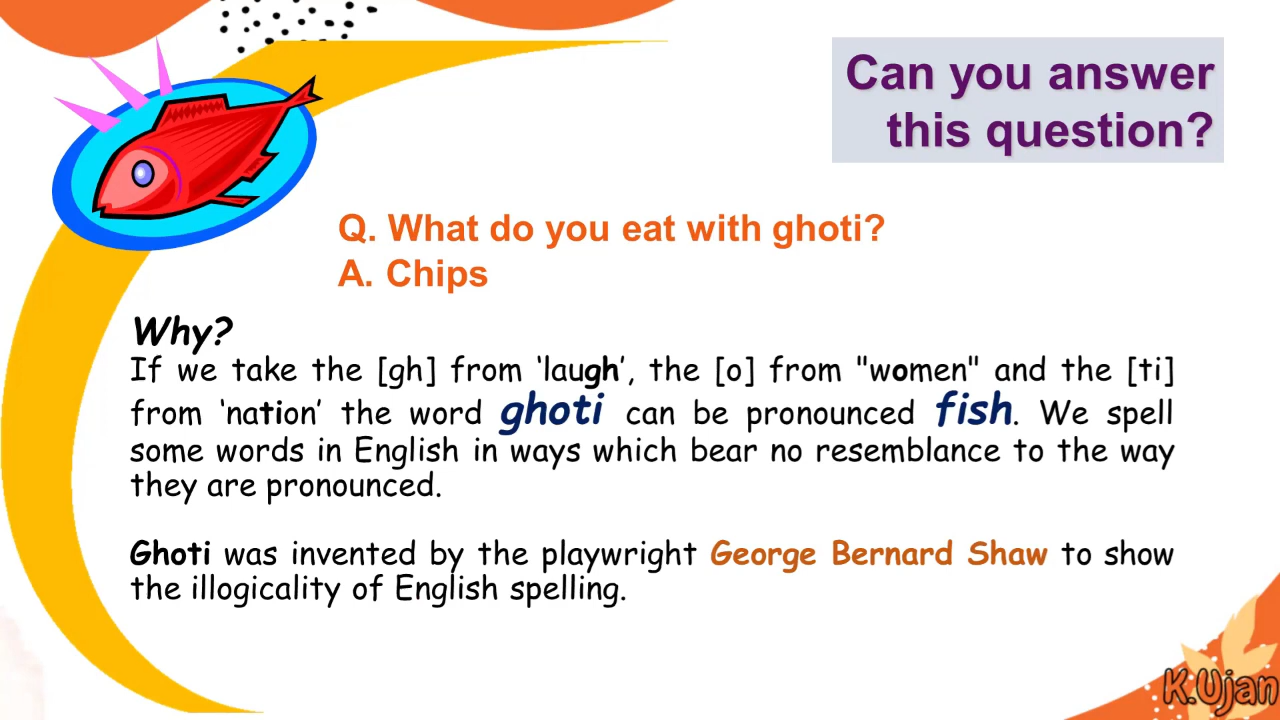 Can you answer
this question?
Q. What do you eat with ghoti?
A. Chips
Why?
If we take the [gh] from ‘laugh’, the [o] from "women" and the [ti]
from ‘nation’ the word ghoti can be pronounced fish. We spell
some words in English in ways which bear no resemblance to the way
they are pronounced.
Ghoti was invented by the playwright George Bernard Shaw to show
the illogicality of English spelling.
K.Ujan